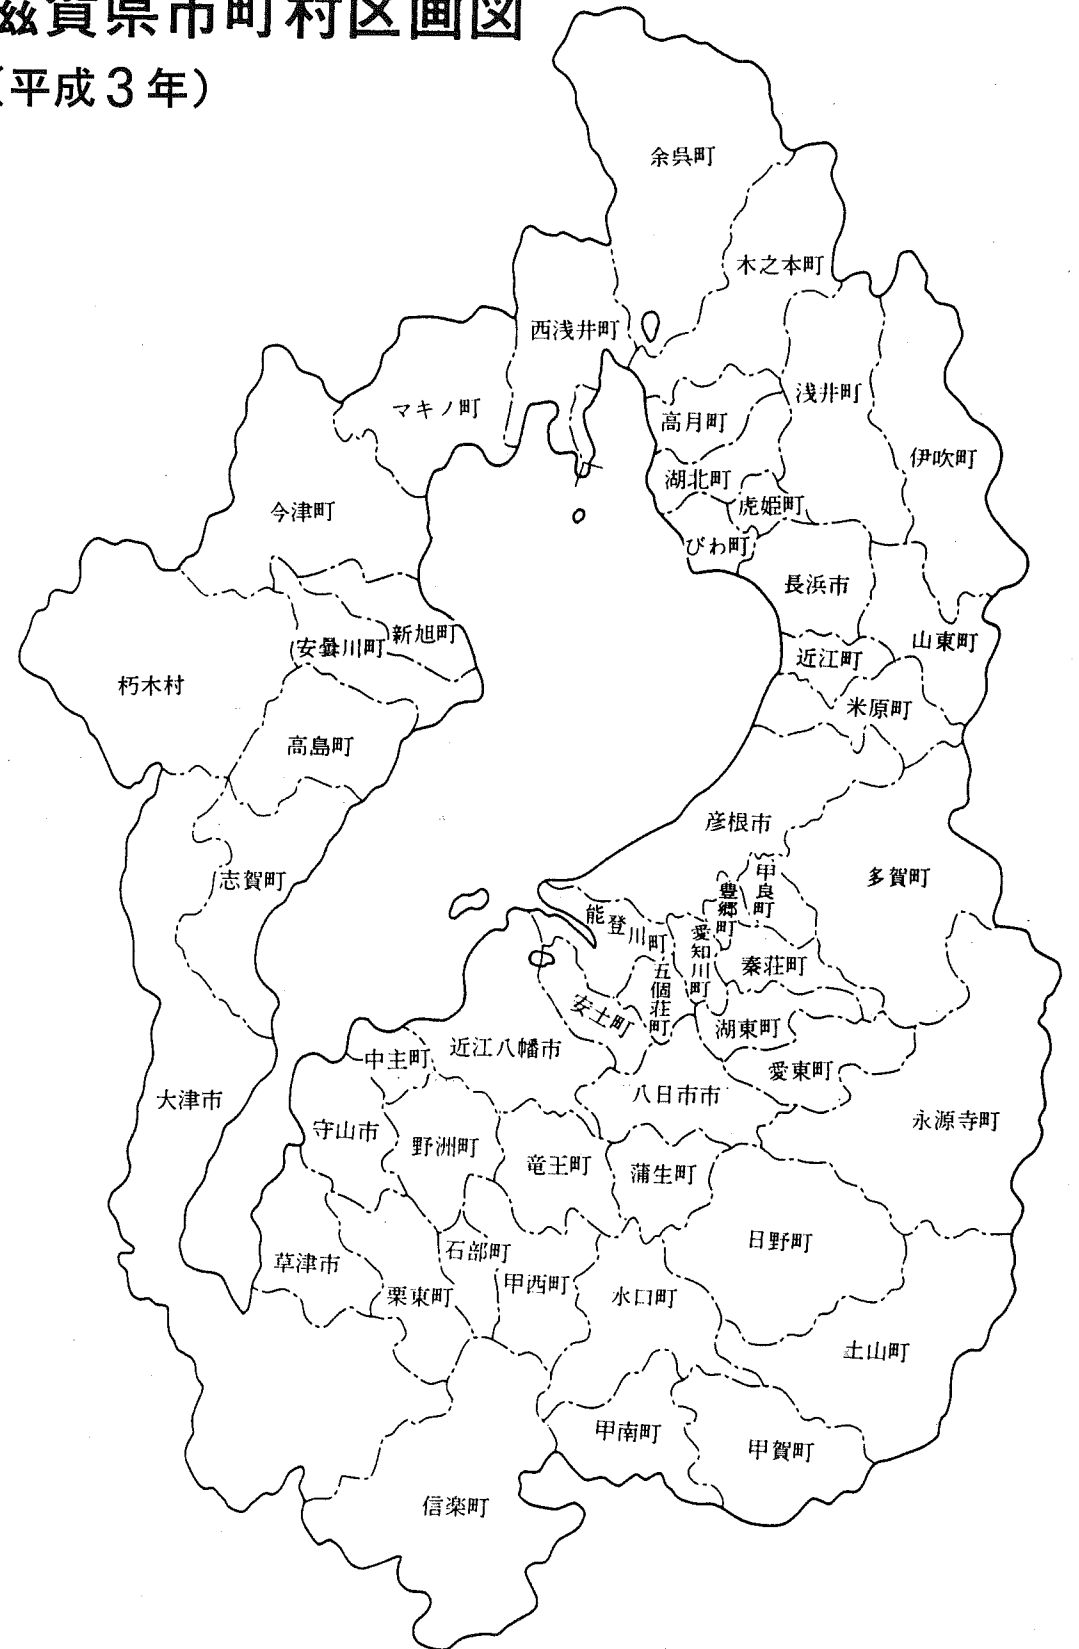 滋賀県市町村区画図
(平成3年)
余呉町
木之本町
西浅井町
マキノ町
浅井町
高月町
伊吹町
湖北町
虎姫町
今津町
びわ町
長浜市
新旭町
安曇川町
山東町
近江町
朽木村
米原町
高島町
彦根市
多賀町
甲良町
志賀町
豊郷町
能登川町
愛知川町
秦荘町
五個荘町
安土町
湖東町
近江八幡市
中主町
愛東町
八日市市
大津市
永源寺町
守山市
野洲町
竜王町
蒲生町
日野町
石部町
草津市
甲西町
栗東町
水口町
土山町
甲南町
甲賀町
信楽町